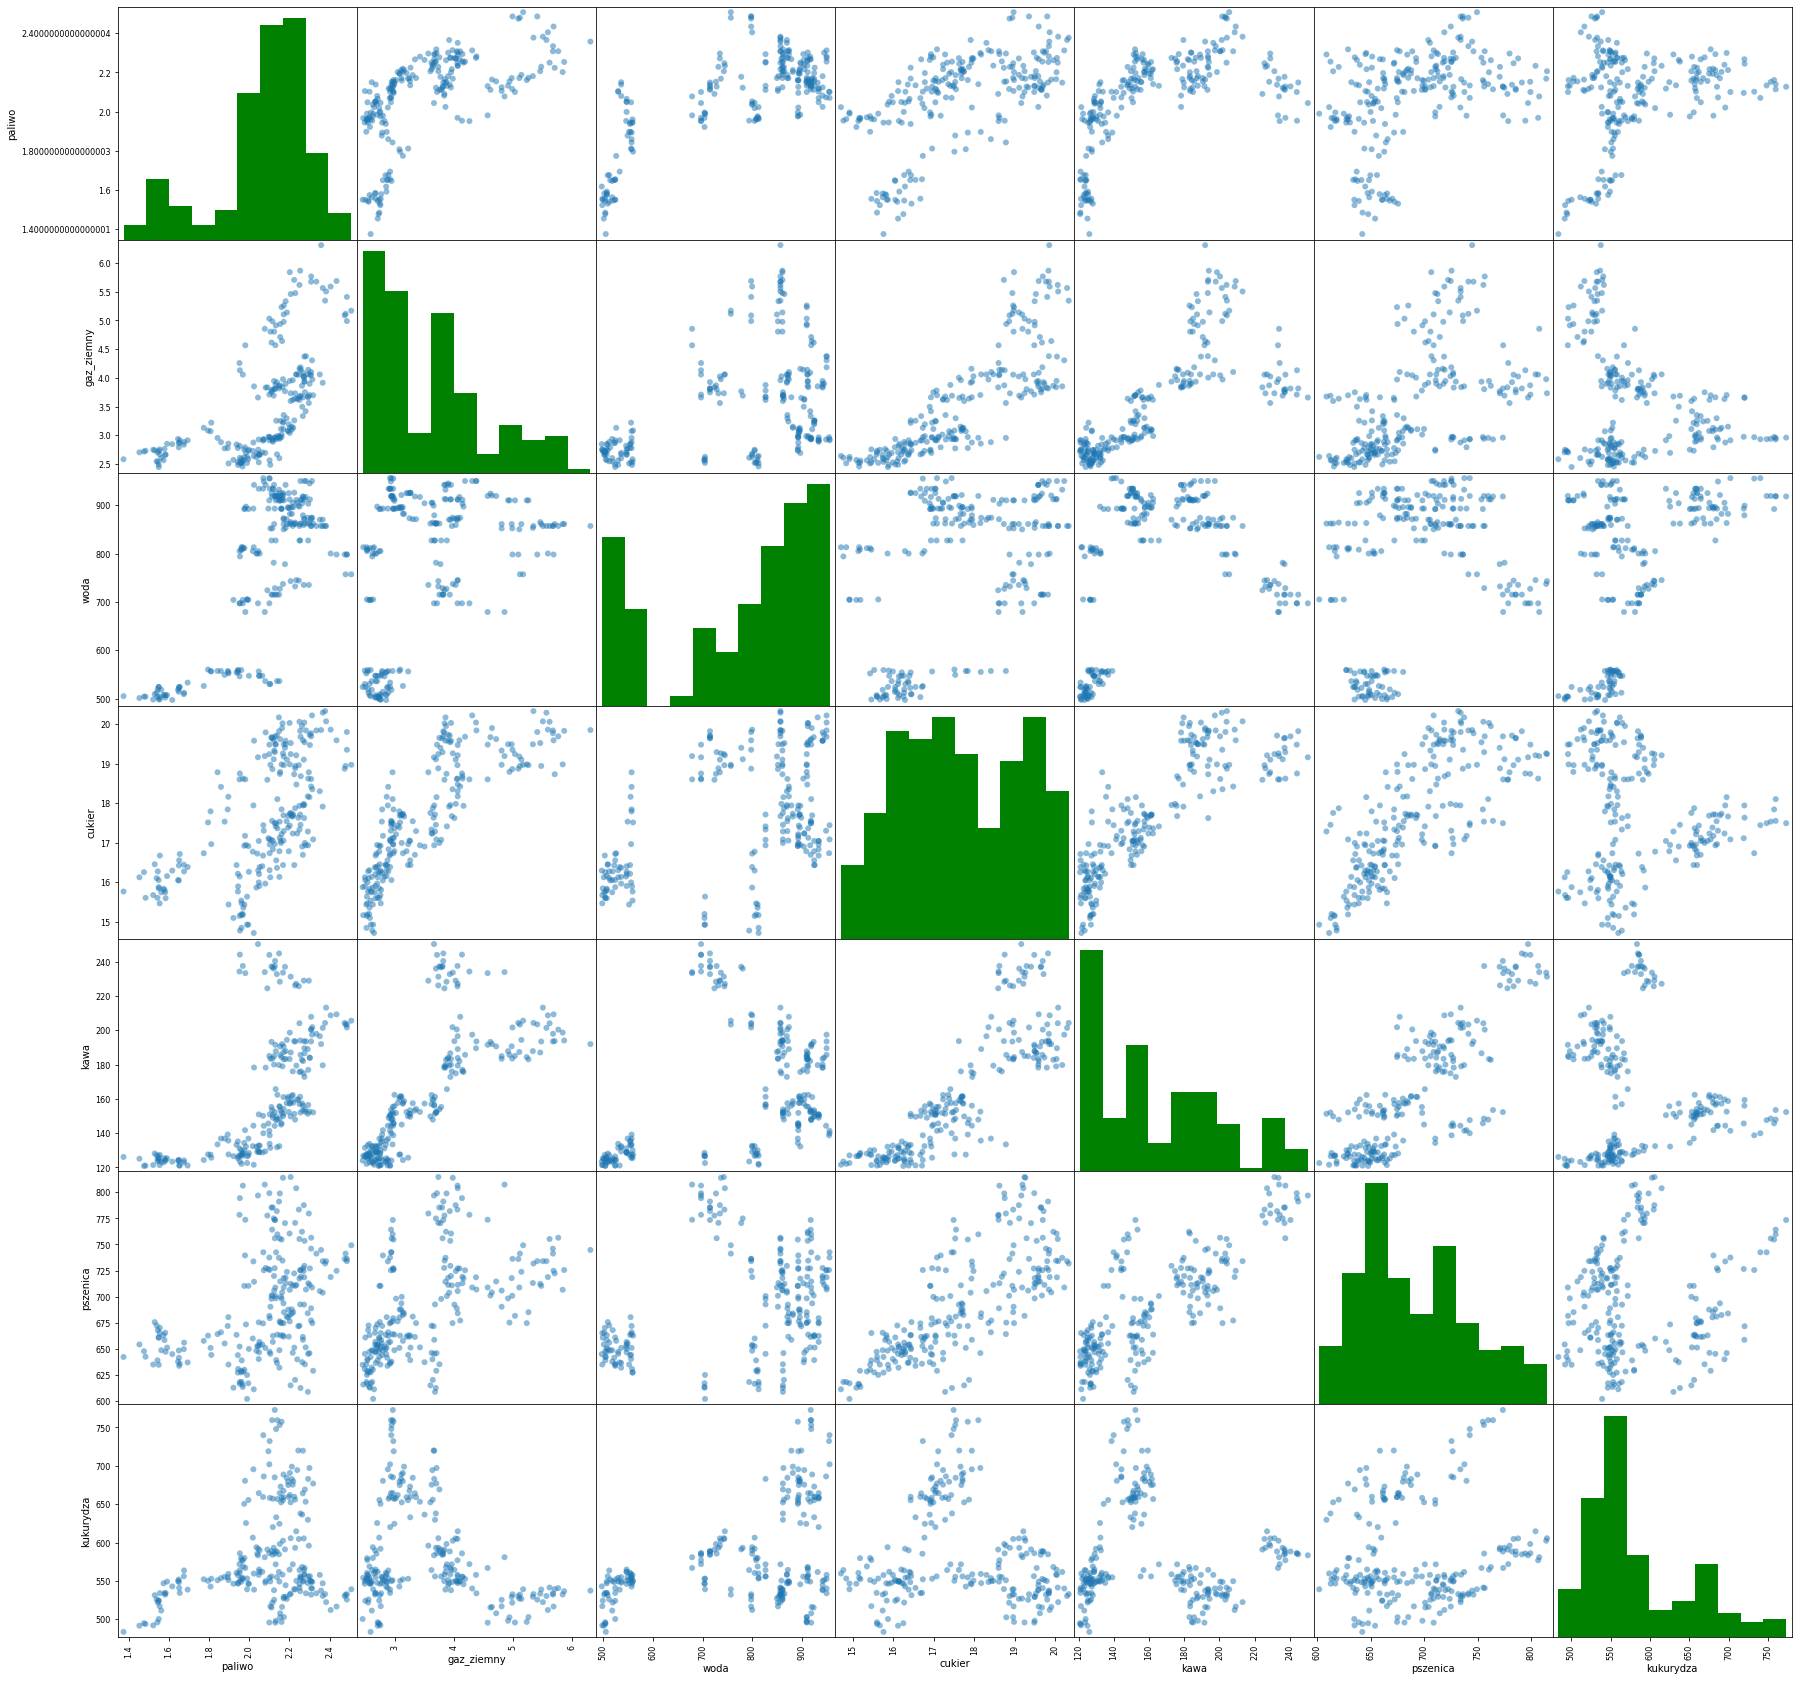 2.4000000000000004
2.2
2.0
1.8000000000000003
1.6
1.4000000000000001
paliwo
6.0
5.5
5.0
4.5
4.0
3.5
3.0
2.5
gaz_ziemny
900
800
700
600
500
woda
20
19
18
17
16
15
cukier
240
220
200
180
160
140
120
kawa
800
775
750
725
700
675
650
625
600
pszenica
750
700
650
600
550
500
kukurydza
1.4 1.6 1.8 2.0 2.2 2.4
paliwo
3 4 5 6
gaz_ziemny
500 600 700 800 900
woda
15 16 17 18 19 20
cukier
120 140 160 180 200 220 240
kawa
600 650 700 750 800
pszenica
500 550 600 650 700 750
kukurydza